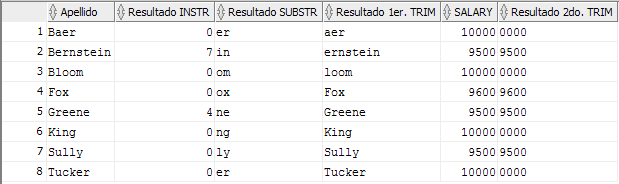 Apellido Resultado INSTR Resultado SUBSTR Resultado 1er. TRIM SALARY Resultado 2do. TRIM
1 Baer 0 er aer 10000 0000
2 Bernstein 7 in ernstein 9500 9500
3 Bloom 0 om loom 10000 0000
4 Fox 0 ox Fox 9600 9600
5 Greene 4 ne Greene 9500 9500
6 King 0 ng King 10000 0000
7 Sully 0 ly Sully 9500 9500
8 Tucker 0 er Tucker 10000 0000